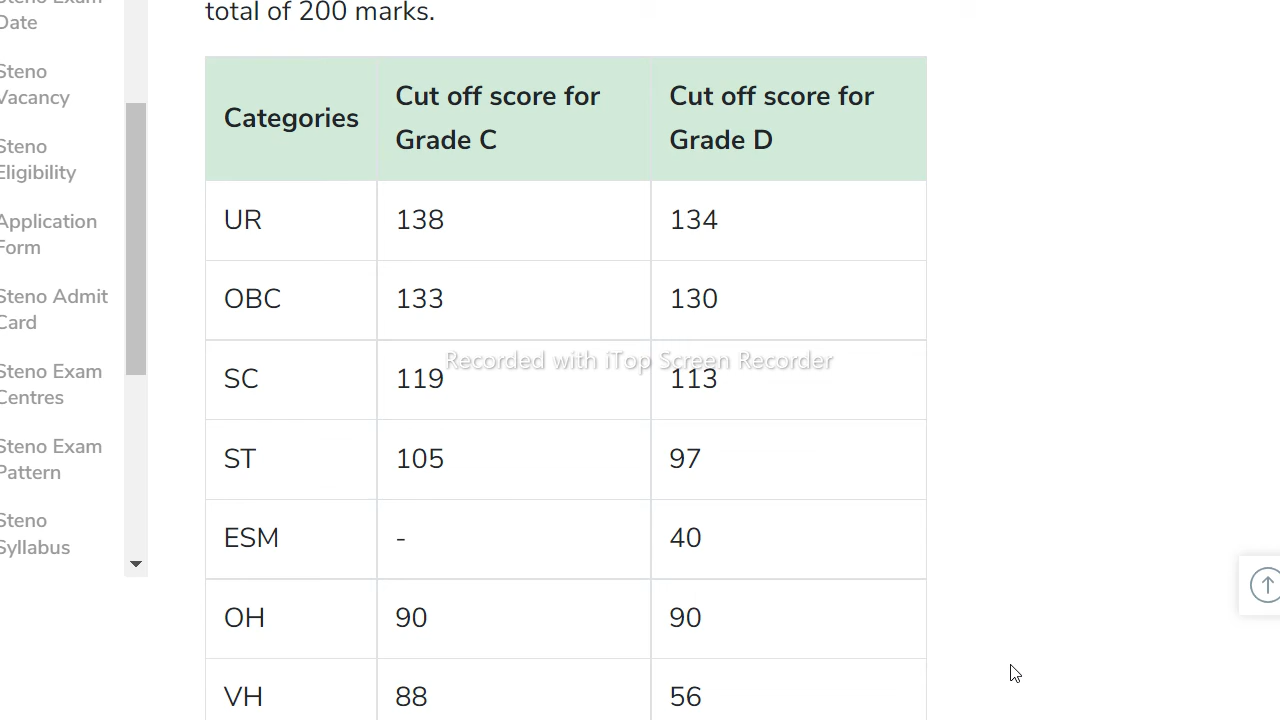 total of 200 marks.
Date
Steno
Vacancy
Steno
Eligibility
Application
Form
Steno Admit
Card
Steno Exam
Centres
Steno Exam
Pattern
Steno
Syllabus
Categories
Cut off score for
Grade C
Cut off score for
Grade D
UR 138 134
OBC 133 130
SC 119 113
ST 105 97
ESM - 40
OH 90 90
VH 88 56
Recorded with iTop Screen Recorder